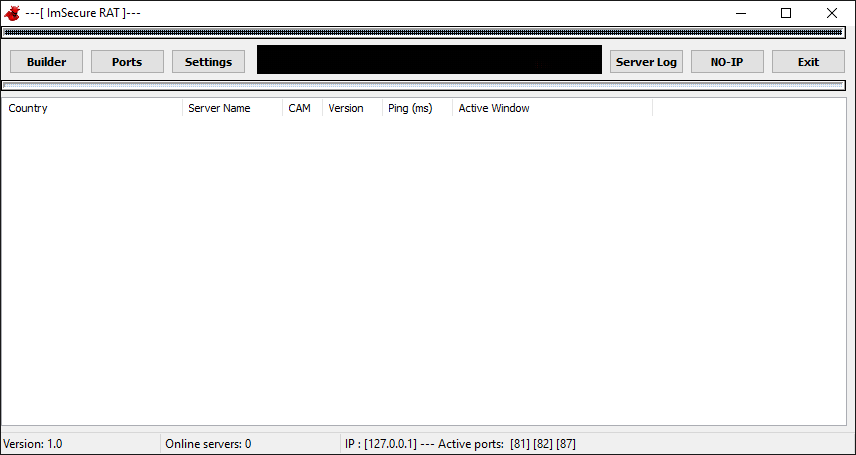 ---[ ImSecure RAT ]---
Builder Ports Settings Server Log NO-IP Exit
Country Server Name CAM Version Ping (ms) Active Window
Version: 1.0 Online servers: 0 IP : [127.0.0.1] --- Active ports: [81] [82] [87]